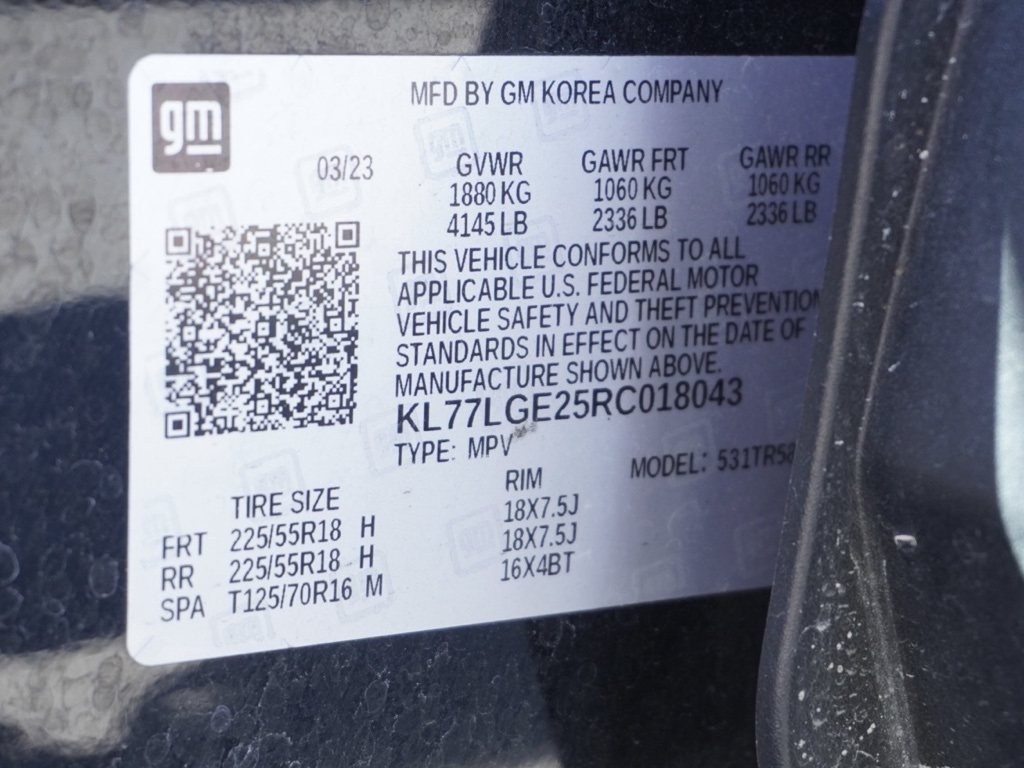 gm
MFD BY GM KOREA COMPANY
03/23
GVWR GAWR FRT GAWR RR
1880 KG 1060 KG 1060 KG
4145 LB 2336 LB 2336 LB
THIS VEHICLE CONFORMS TO ALL
APPLICABLE U.S. FEDERAL MOTOR
VEHICLE SAFETY AND THEFT PREVENTION
STANDARDS IN EFFECT ON THE DATE OF
MANUFACTURE SHOWN ABOVE.
KL77LGE25RC018043
TYPE: MPV MODEL: 531TR58
TIRE SIZE RIM
FRT 225/55R18 H 18X7.5J
RR 225/55R18 H 18X7.5J
SPA T125/70R16 M 16X4BT